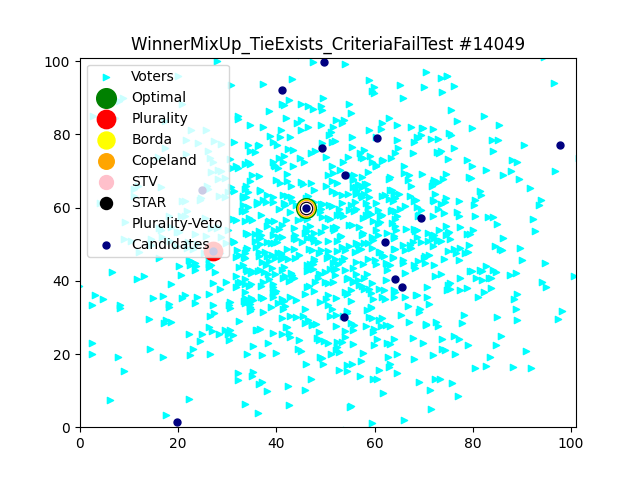 WinnerMixUp_TieExists_CriteriaFailTest #14049
100
80
60
40
20
0
0 20 40 60 80 100
Voters
Optimal
Plurality
Borda
Copeland
STV
STAR
Plurality-Veto
Candidates